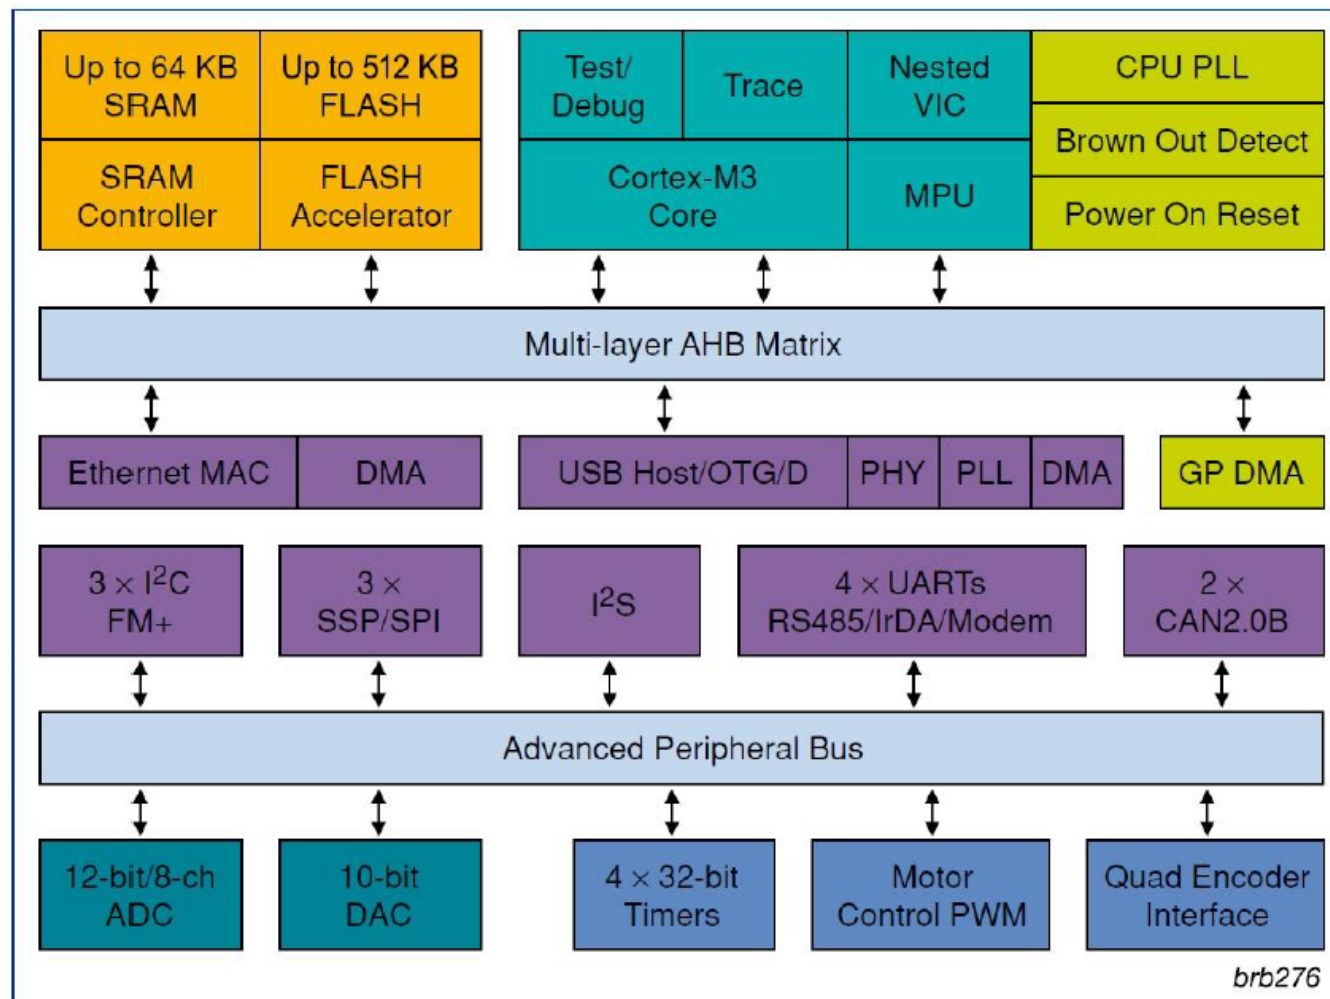 Up to 64 KB
SRAM
Up to 512 KB
FLASH
SRAM
Controller
FLASH
Accelerator
Test/
Debug
Trace
Nested
VIC
Cortex-M3
Core
MPU
CPU PLL
Brown Out Detect
Power On Reset
Multi-layer AHB Matrix
Ethernet MAC
DMA
USB Host/OTG/D
PHY
PLL
DMA
GP DMA
3 × I²C
FM+
3 ×
SSP/SPI
I²S
4 × UARTs
RS485/IrDA/Modem
2 ×
CAN2.0B
Advanced Peripheral Bus
12-bit/8-ch
ADC
10-bit
DAC
4 × 32-bit
Timers
Motor
Control PWM
Quad Encoder
Interface
brb276